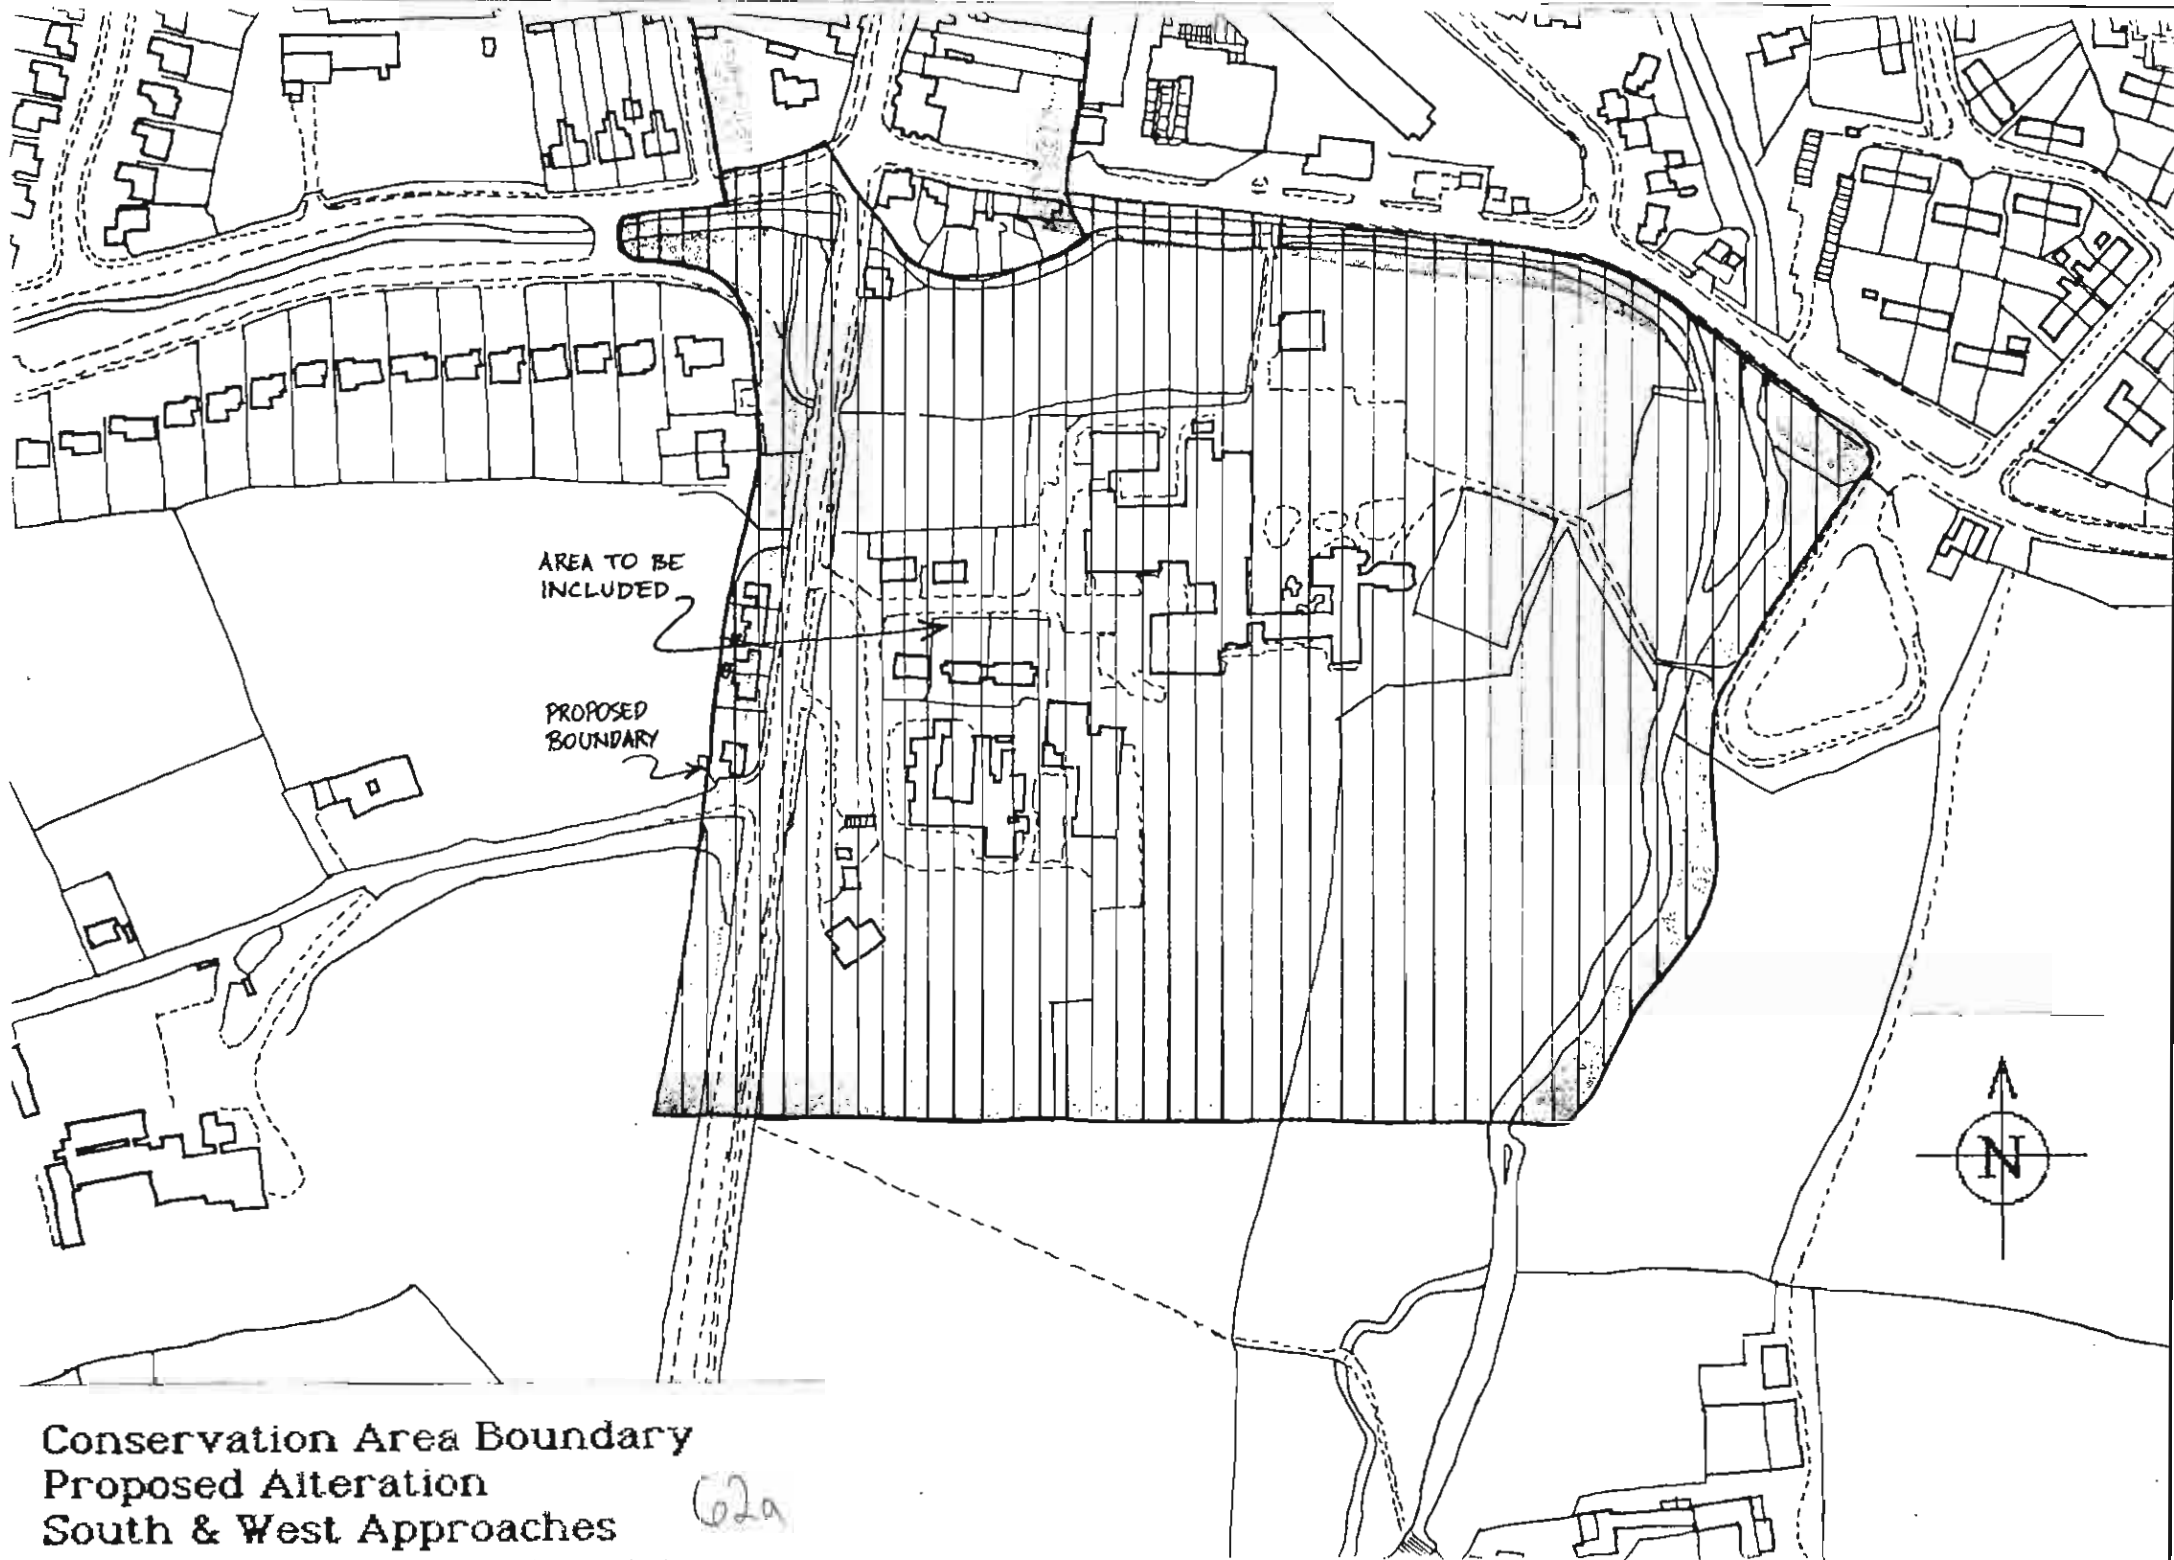 AREA TO BE
INCLUDED
PROPOSED
BOUNDARY
N
Conservation Area Boundary
Proposed Alteration
South & West Approaches
62a